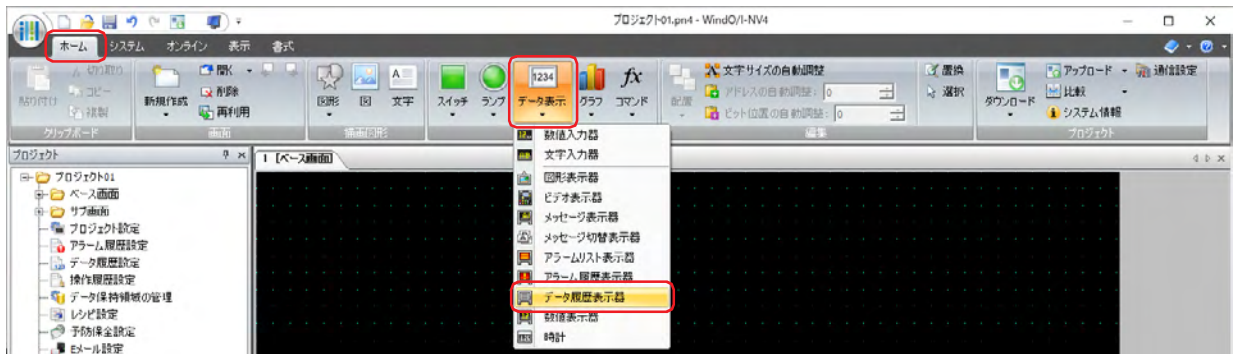 プロジェクト01.pn4 - WindO/I-NV4
ホーム システム オンライン 表示 書式
切り取り
コピー
貼り付け 複製
クリップボード
新規作成 開く
削除
再利用
画面
図形 図 文字
描画図形
スイッチ ランプ 1234 データ表示 グラフ fx コマンド
配置 文字サイズの自動調整
アドレスの自動調整: 0
ビット位置の自動調整: 0
置換
選択
編集
ダウンロード アップロード
比較
システム情報
通信設定
プロジェクト
数値入力器
文字入力器
図形表示器
ビデオ表示器
メッセージ表示器
メッセージ切替表示器
アラームリスト表示器
アラーム履歴表示器
データ履歴表示器
数値表示器
時計
プロジェクト
プロジェクト01
ベース画面
サブ画面
プロジェクト設定
アラーム履歴設定
データ履歴設定
操作履歴設定
データ保持領域の管理
レシピ設定
予防保全設定
Eメール設定
1 [ベース画面]